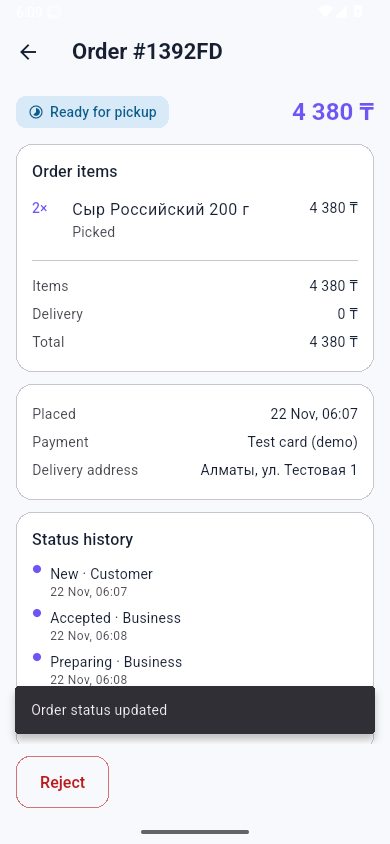 Order #1392FD
Ready for pickup
4 380 ₸
Order items
2× Сыр Российский 200 г 4 380 ₸
Picked
Items 4 380 ₸
Delivery 0 ₸
Total 4 380 ₸
Placed 22 Nov, 06:07
Payment Test card (demo)
Delivery address Алматы, ул. Тестовая 1
Status history
New · Customer
22 Nov, 06:07
Accepted · Business
22 Nov, 06:08
Preparing · Business
22 Nov, 06:08
Order status updated
Reject